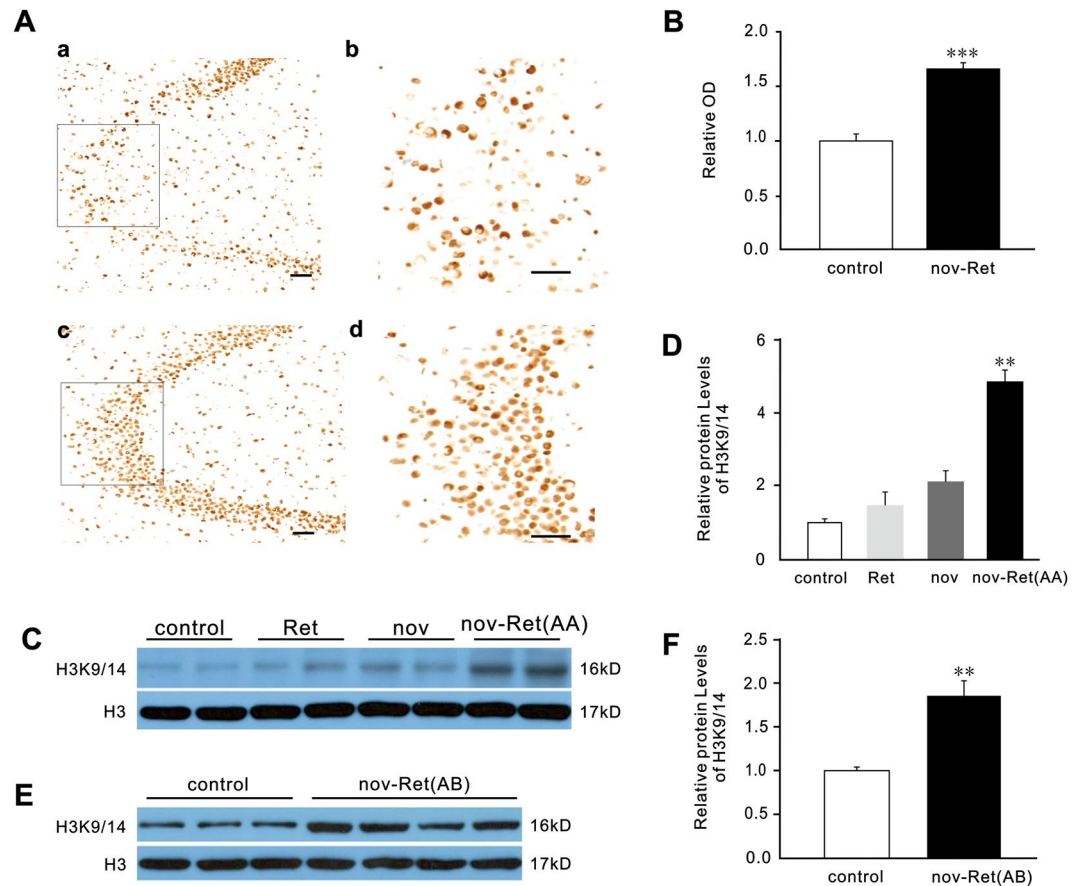 A
a
b
c
d
B
2.0
1.5
1.0
0.5
0.0
Relative OD
***
control nov-Ret
D
6
4
2
0
Relative protein Levels
of H3K9/14
**
control Ret nov nov-Ret(AA)
C
control Ret nov nov-Ret(AA)
H3K9/14 16kD
H3 17kD
E
control nov-Ret(AB)
H3K9/14 16kD
H3 17kD
F
2.5
2.0
1.5
1.0
0.5
0.0
Relative protein Levels
of H3K9/14
**
control nov-Ret(AB)